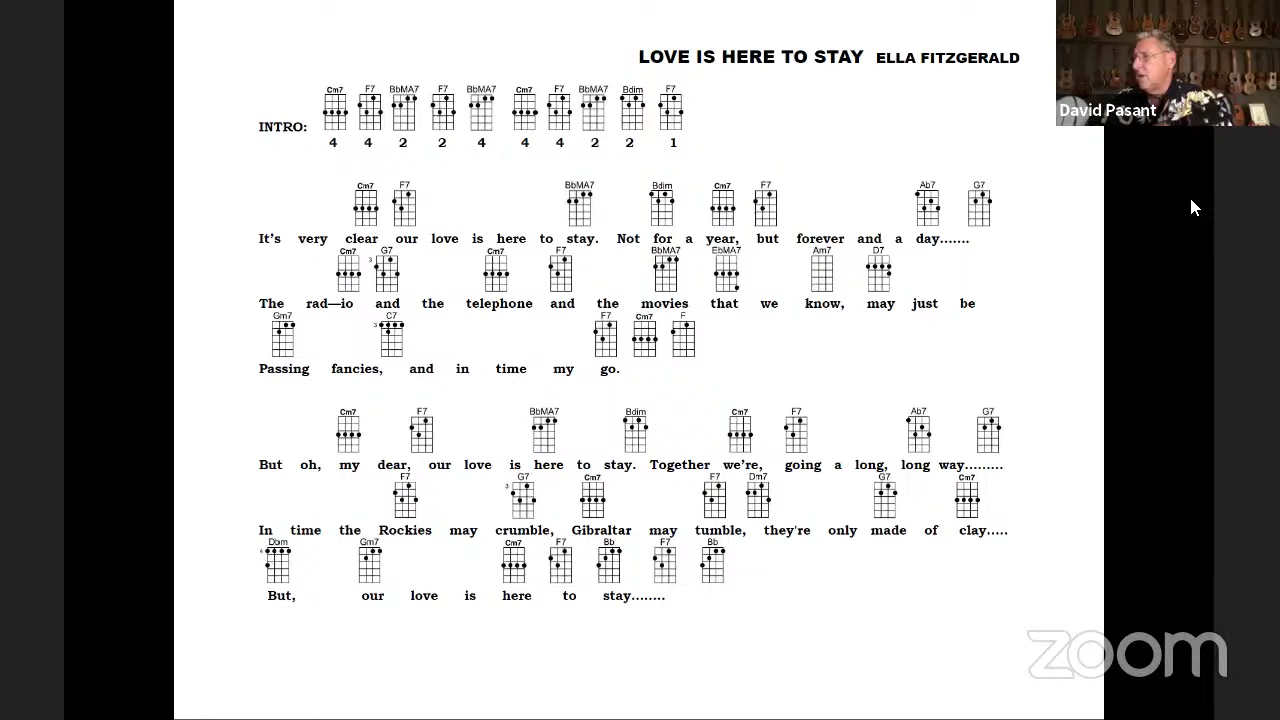 LOVE IS HERE TO STAY ELLA FITZGERALD
David Pasant
Cm7 F7 BbMA7 F7 BbMA7 Cm7 F7 BbMA7 Bdim F7
INTRO:
4 4 2 2 4 4 4 2 2 1
Cm7 F7 BbMA7 Bdim Cm7 F7 Ab7 G7
It's very clear our love is here to stay. Not for a year, but forever and a day.......
Cm7 G7 Cm7 F7 BbMA7 EbMA7 Am7 D7
3
The rad—io and the telephone and the movies that we know, may just be
Gm7 C7 F7 Cm7 F
3
Passing fancies, and in time my go.
Cm7 F7 BbMA7 Bdim Cm7 F7 Ab7 G7
But oh, my dear, our love is here to stay. Together we're, going a long, long way.........
F7 G7 Cm7 F7 Dm7 G7 Cm7
3
In time the Rockies may crumble, Gibraltar may tumble, they're only made of clay.....
Dbm Gm7 Cm7 F7 Bb F7 Bb
4
But, our love is here to stay........
zoom